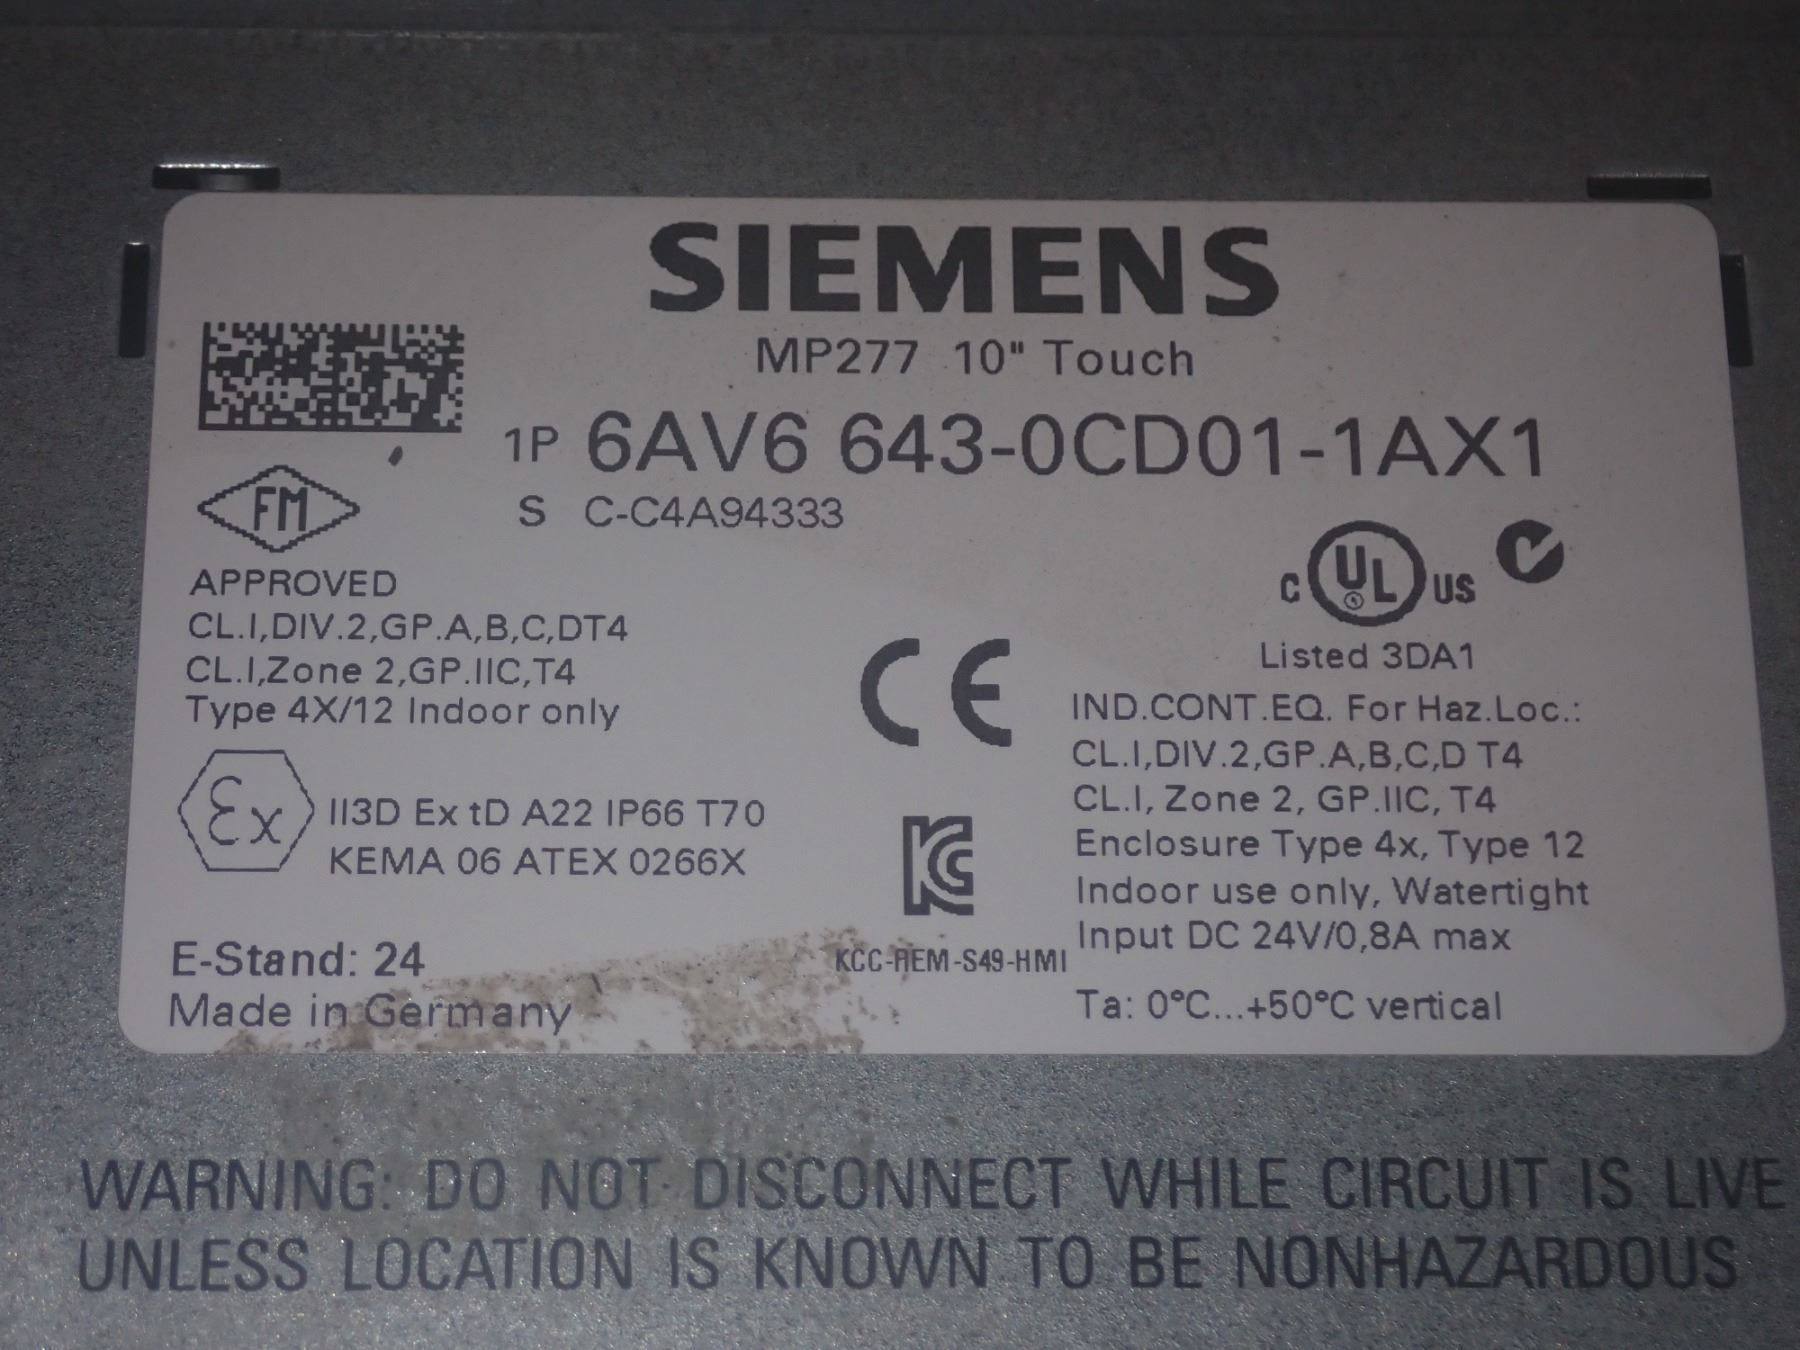 SIEMENS
MP277 10" Touch
1P 6AV6 643-0CD01-1AX1
S C-C4A94333
FM
APPROVED
CL.I,DIV.2,GP.A,B,C,DT4
CL.I,Zone 2,GP.IIC,T4
Type 4X/12 Indoor only
Ex II3D Ex tD A22 IP66 T70
KEMA 06 ATEX 0266X
E-Stand: 24
Made in Germany
CE
KCC-REM-S49-HMI
C UL US
Listed 3DA1
IND.CONT.EQ. For Haz.Loc.:
CL.I,DIV.2,GP.A,B,C,D T4
CL.I, Zone 2, GP.IIC, T4
Enclosure Type 4x, Type 12
Indoor use only, Watertight
Input DC 24V/0,8A max
Ta: 0°C...+50°C vertical
WARNING: DO NOT DISCONNECT WHILE CIRCUIT IS LIVE
UNLESS LOCATION IS KNOWN TO BE NONHAZARDOUS